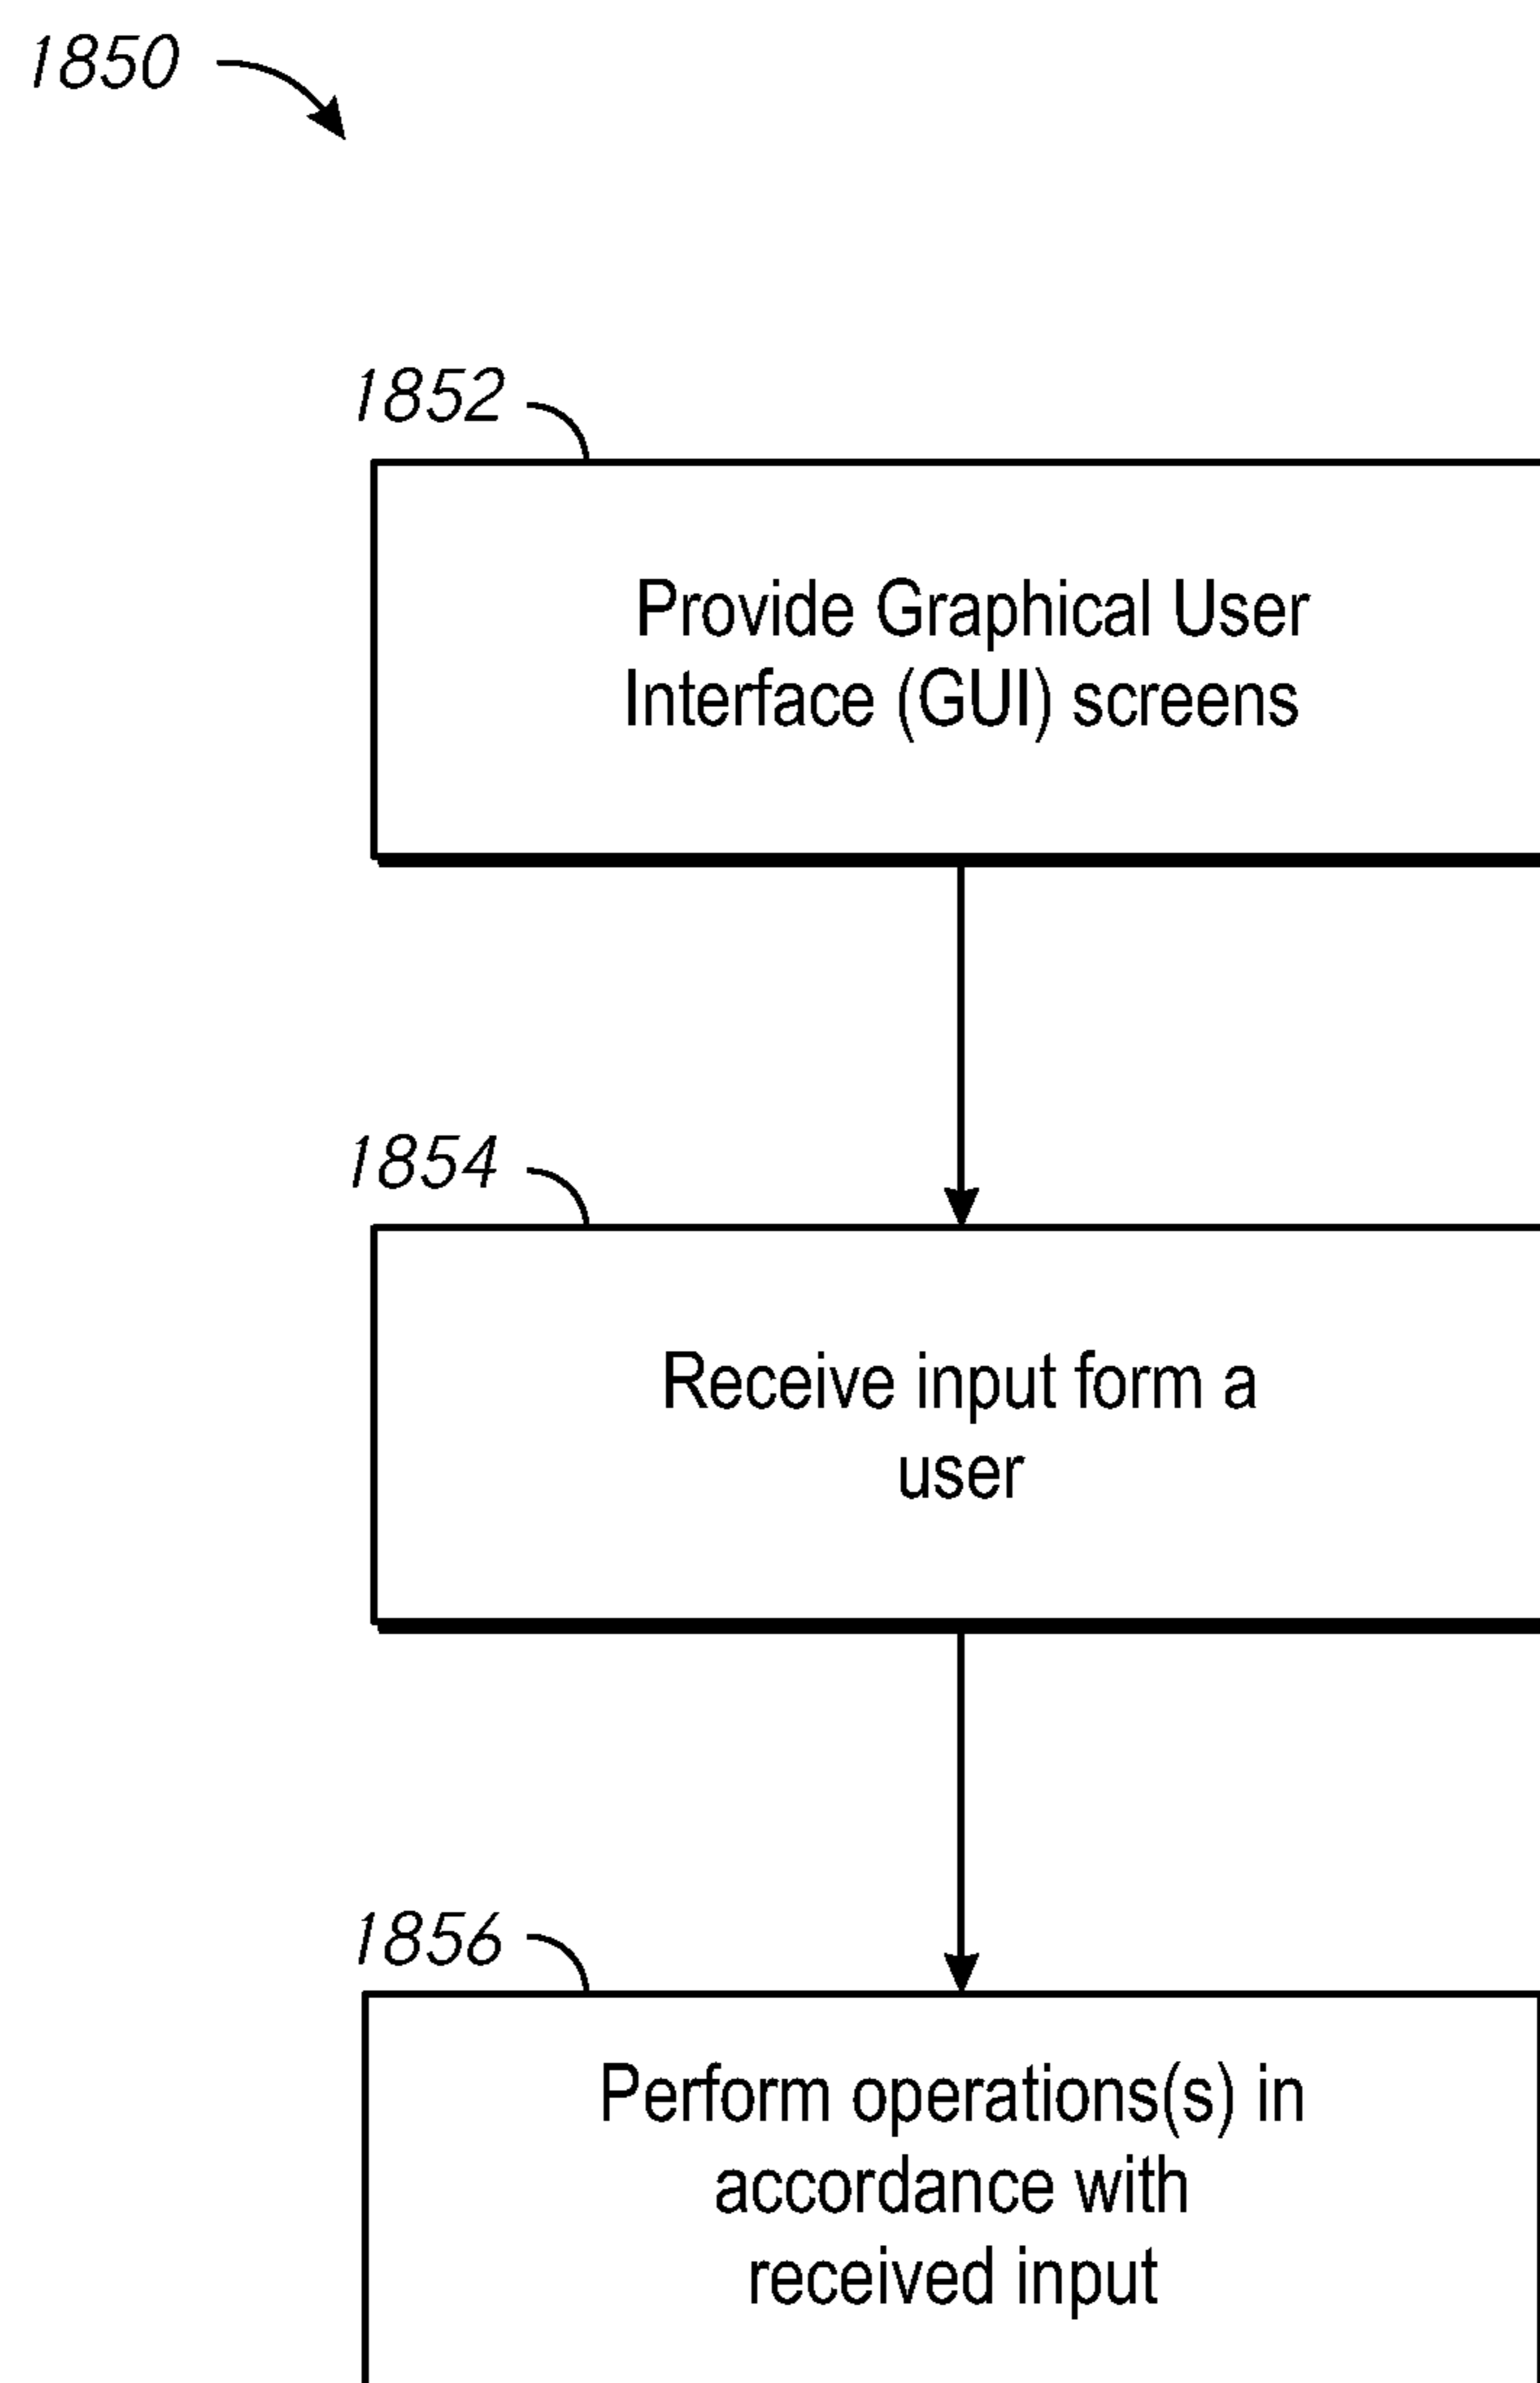 1850
1852
Provide Graphical User
Interface (GUI) screens
1854
Receive input form a
user
1856
Perform operations(s) in
accordance with
received input